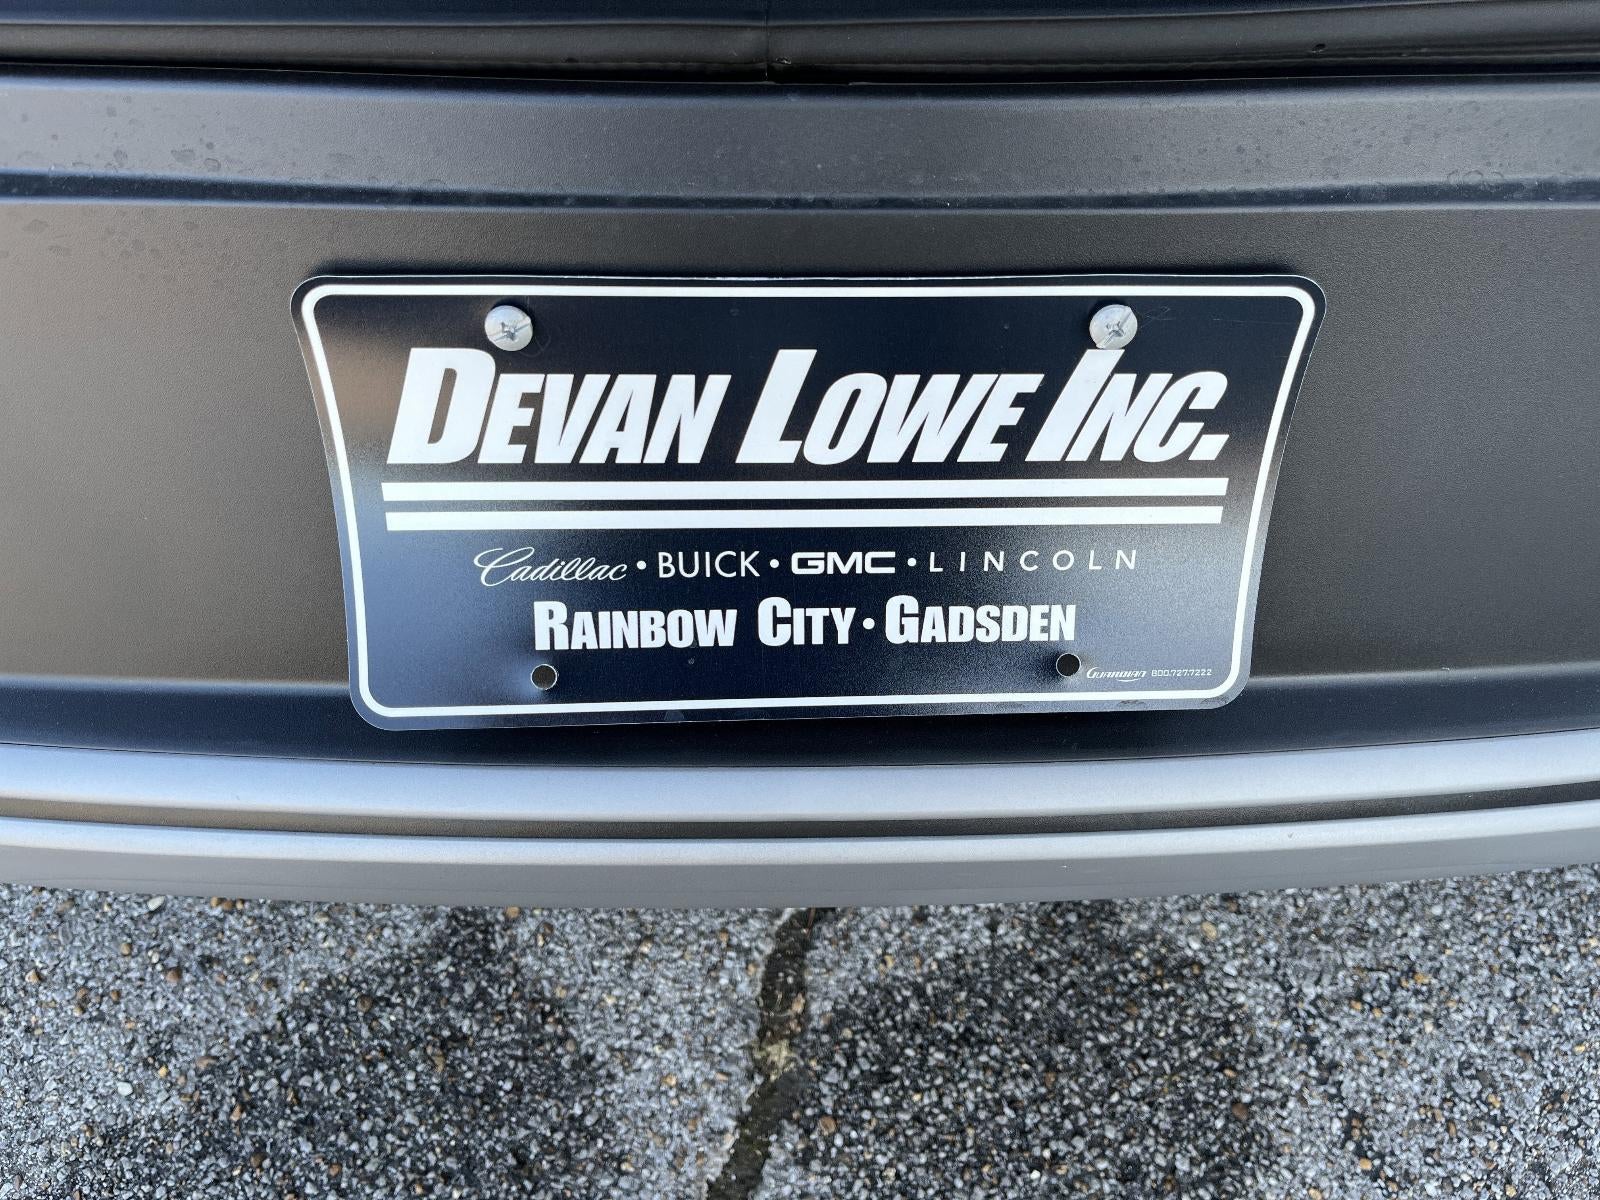 DEVAN LOWE INC.
Cadillac • BUICK • GMC • LINCOLN
RAINBOW CITY • GADSDEN
GUARDIAN 800.727.7222